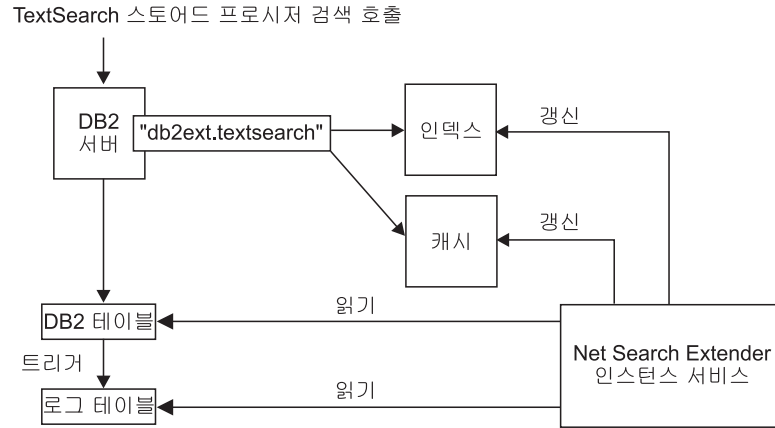 TextSearch 스토어드 프로시저 검색 호출
DB2
서버
"db2ext.textsearch"
인덱스
갱신
캐시
갱신
DB2 테이블
읽기
트리거
Net Search Extender
인스턴스 서비스
로그 테이블
읽기